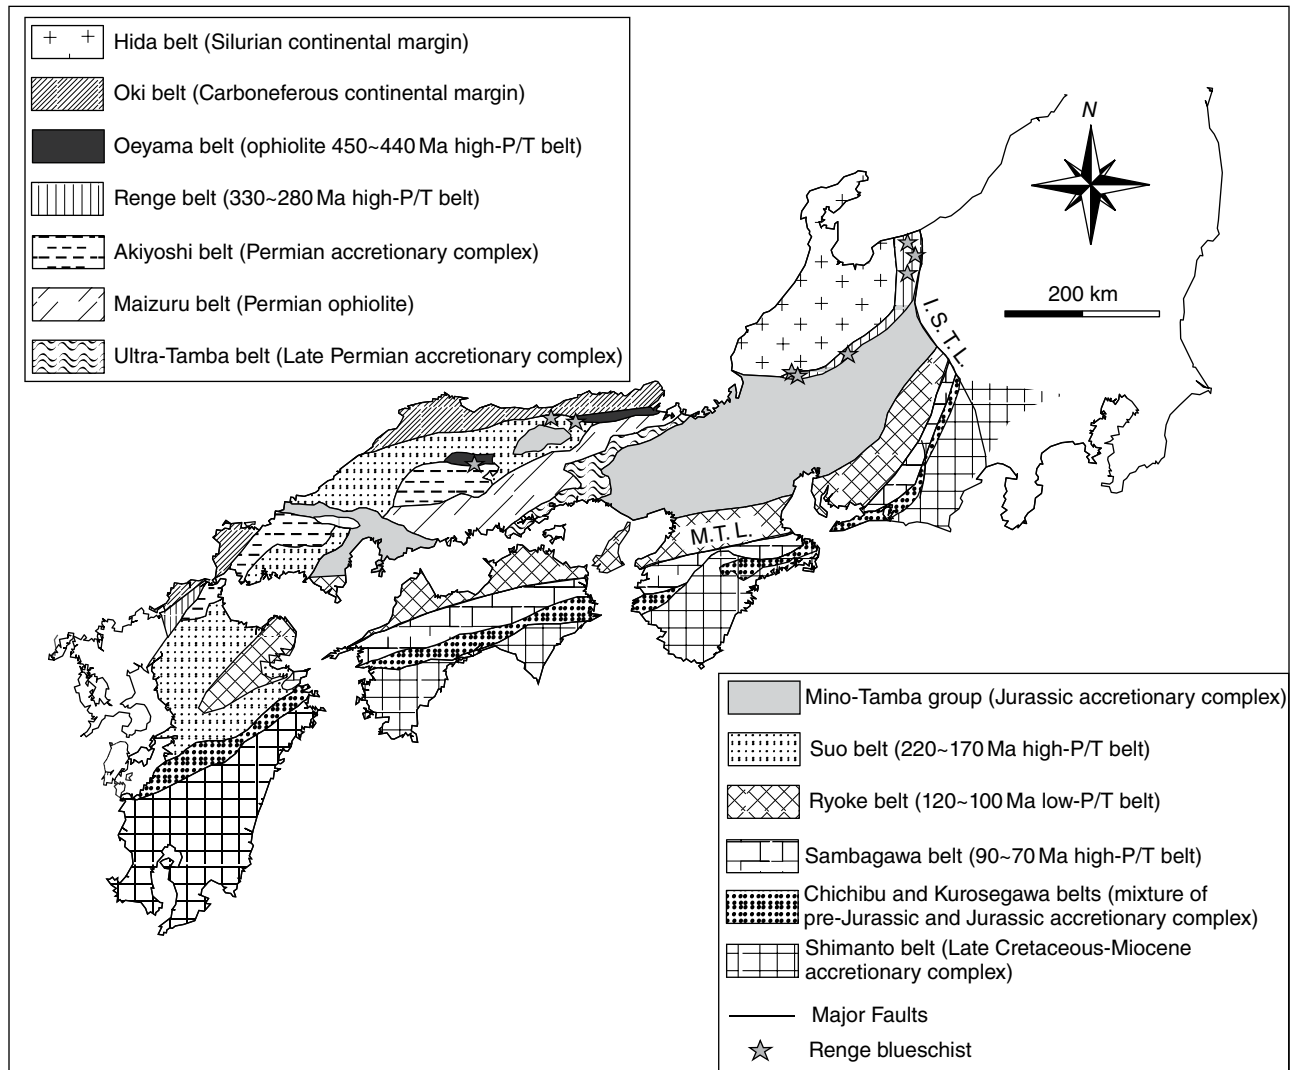 Hida belt (Silurian continental margin)
Oki belt (Carboneferous continental margin)
Oeyama belt (ophiolite 450~440 Ma high-P/T belt)
Renge belt (330~280 Ma high-P/T belt)
Akiyoshi belt (Permian accretionary complex)
Maizuru belt (Permian ophiolite)
Ultra-Tamba belt (Late Permian accretionary complex)
N
200 km
I.S.T.L.
M.T.L.
Mino-Tamba group (Jurassic accretionary complex)
Suo belt (220~170 Ma high-P/T belt)
Ryoke belt (120~100 Ma low-P/T belt)
Sambagawa belt (90~70 Ma high-P/T belt)
Chichibu and Kurosegawa belts (mixture of
pre-Jurassic and Jurassic accretionary complex)
Shimanto belt (Late Cretaceous-Miocene
accretionary complex)
Major Faults
Renge blueschist